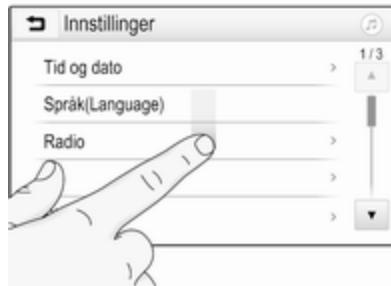 Innstillinger
1/3
Tid og dato
Språk(Language)
Radio